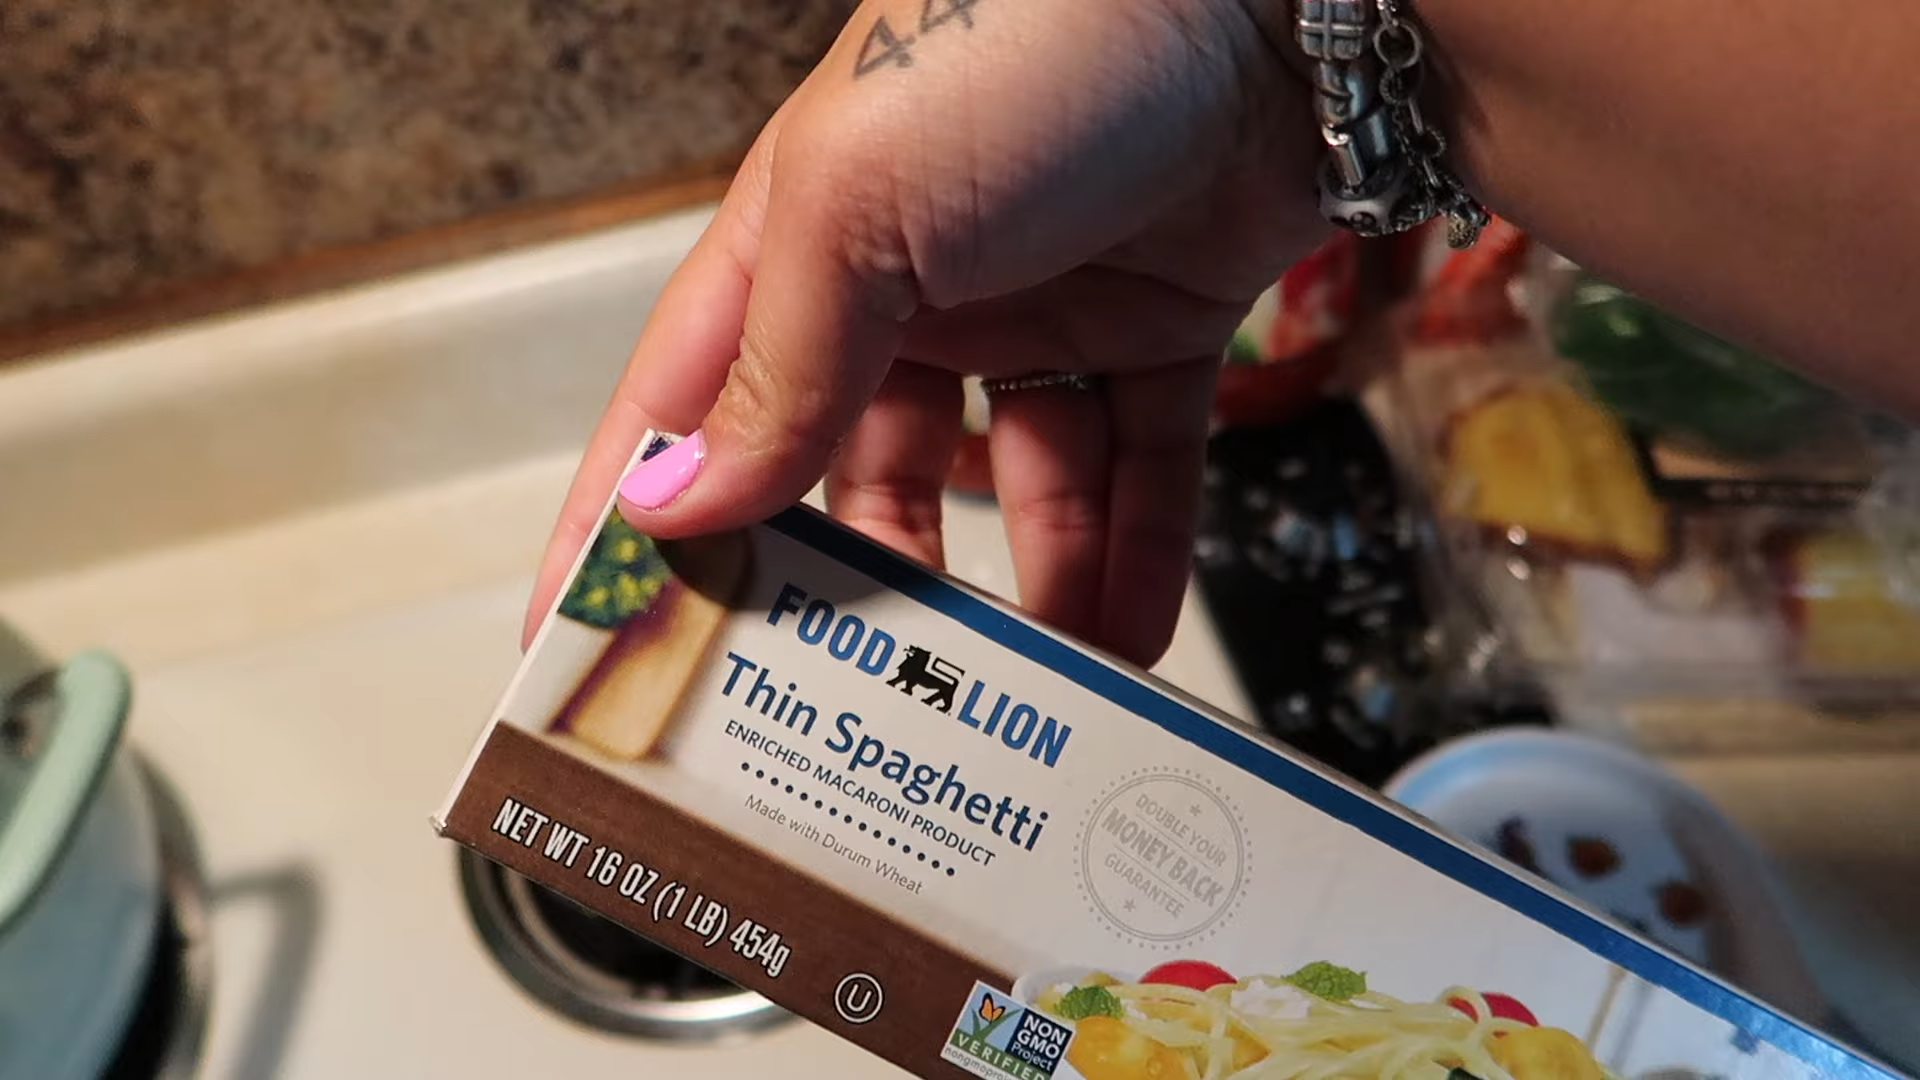 44
FOOD LION
Thin Spaghetti
ENRICHED MACARONI PRODUCT
Made with Durum Wheat
DOUBLE YOUR
MONEY BACK
GUARANTEE
NET WT 16 OZ (1 LB) 454g
U
NON
GMO
Project
VERIFIED